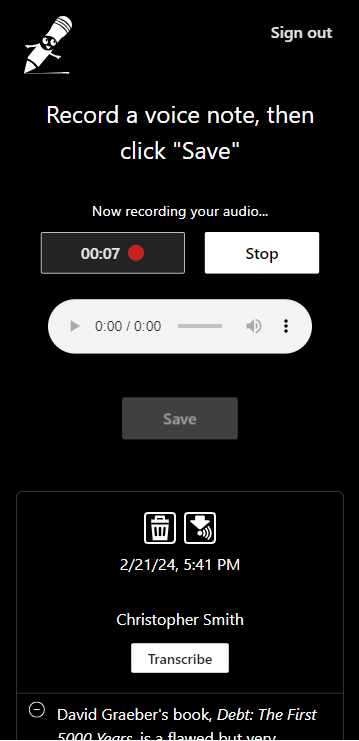 Sign out
Record a voice note, then
click "Save"
Now recording your audio...
00:07
Stop
0:00 / 0:00
Save
2/21/24, 5:41 PM
Christopher Smith
Transcribe
David Graeber's book, Debt: The First
5000 Years, is a flawed but very